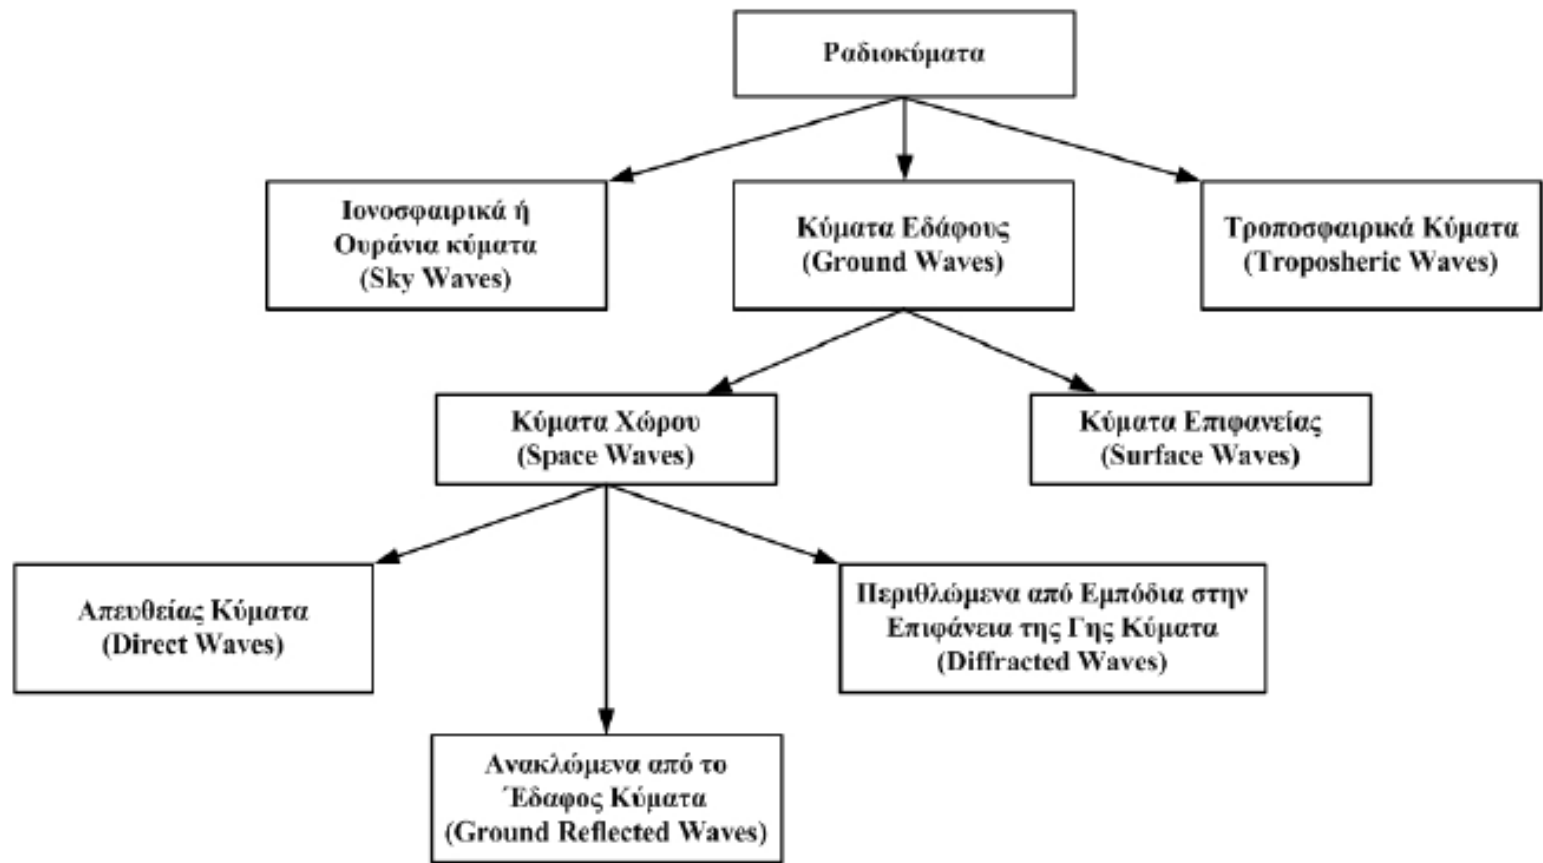 Ραδιοκύματα
Ιονοσφαιρικά ή
Ουράνια κύματα
(Sky Waves)
Κύματα Εδάφους
(Ground Waves)
Τροποσφαιρικά Κύματα
(Troposheric Waves)
Κύματα Χώρου
(Space Waves)
Κύματα Επιφανείας
(Surface Waves)
Απευθείας Κύματα
(Direct Waves)
Περιθλώμενα από Εμπόδια στην
Επιφάνεια της Γης Κύματα
(Diffracted Waves)
Ανακλώμενα από το
Έδαφος Κύματα
(Ground Reflected Waves)